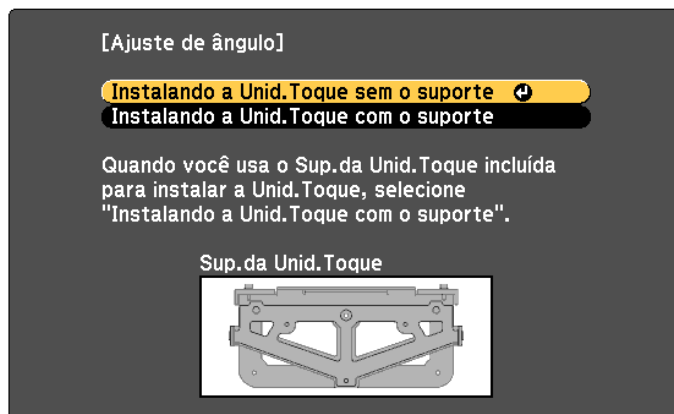 [Ajuste de ângulo]
Instalando a Unid.Toque sem o suporte
Instalando a Unid.Toque com o suporte
Quando você usa o Sup.da Unid.Toque incluída
para instalar a Unid.Toque, selecione
"Instalando a Unid.Toque com o suporte".
Sup.da Unid.Toque